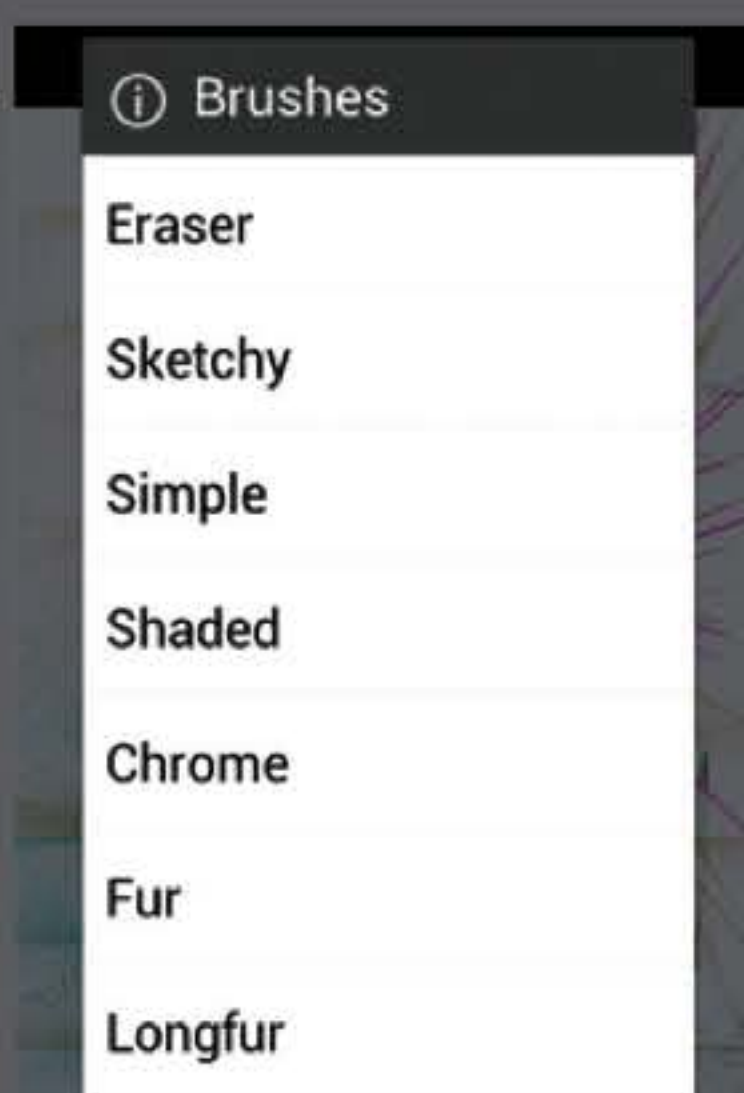 Brushes
Eraser
Sketchy
Simple
Shaded
Chrome
Fur
Longfur